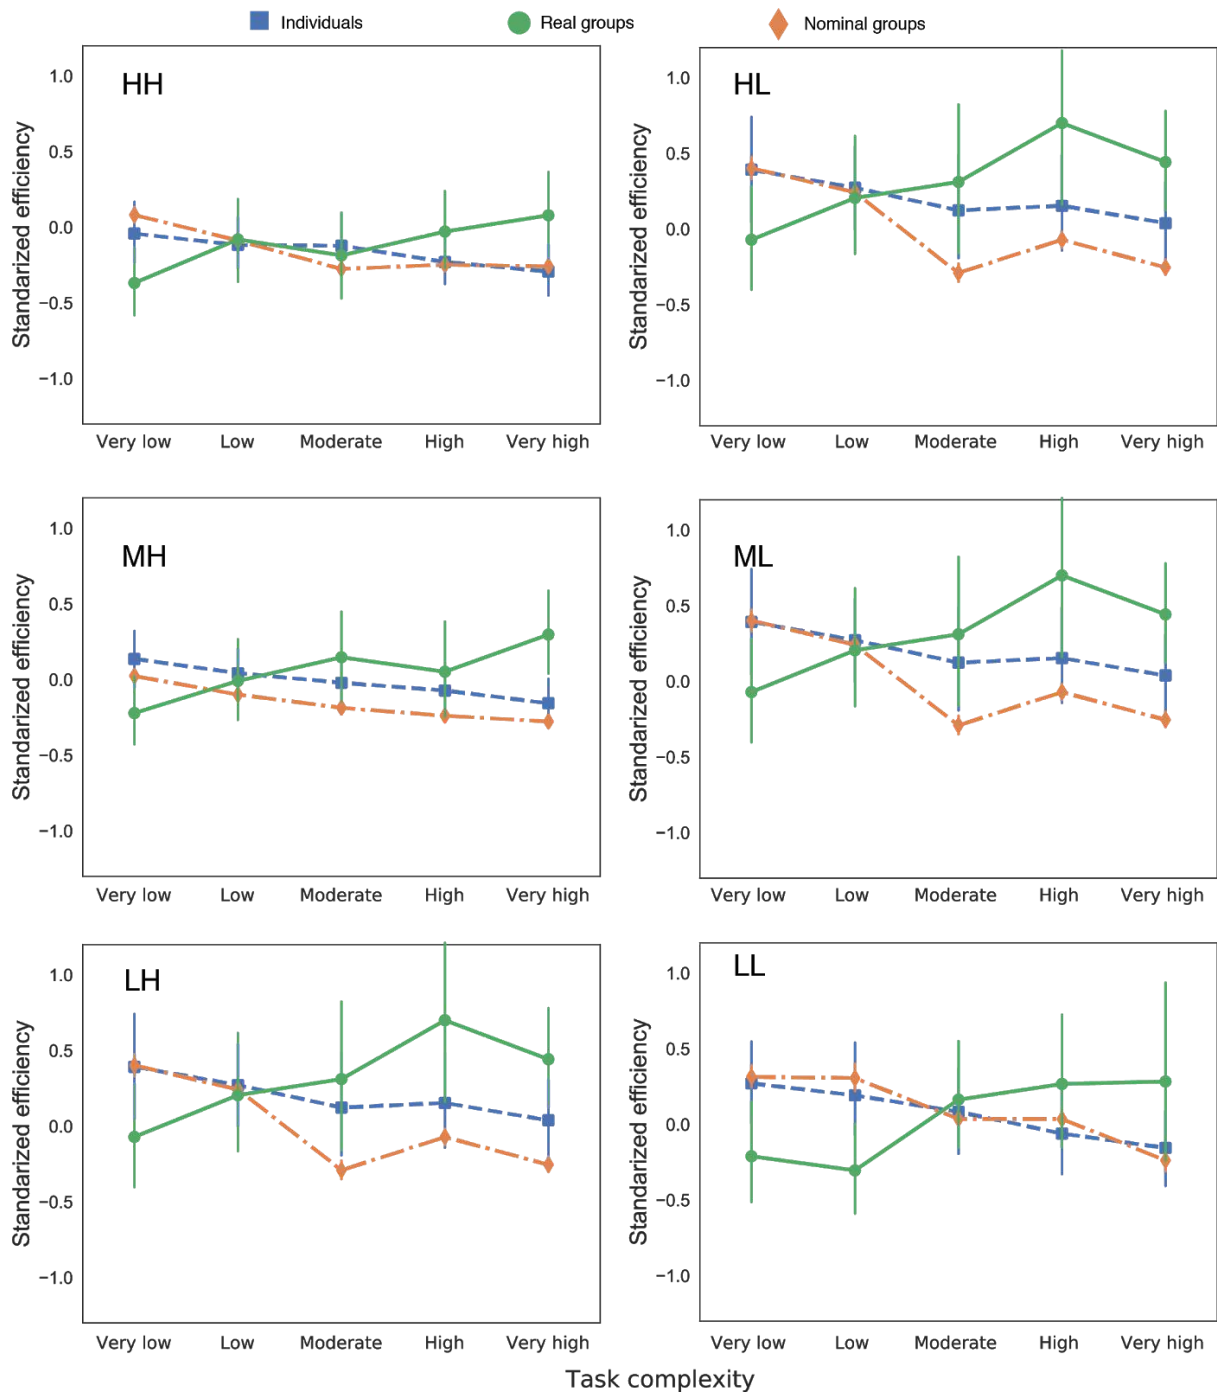 Individuals Real groups Nominal groups
HH
1.0
0.5
0.0
−0.5
−1.0
Standarized efficiency
Very low Low Moderate High Very high
HL
1.0
0.5
0.0
−0.5
−1.0
Standarized efficiency
Very low Low Moderate High Very high
MH
1.0
0.5
0.0
−0.5
−1.0
Standarized efficiency
Very low Low Moderate High Very high
ML
1.0
0.5
0.0
−0.5
−1.0
Standarized efficiency
Very low Low Moderate High Very high
LH
1.0
0.5
0.0
−0.5
−1.0
Standarized efficiency
Very low Low Moderate High Very high
LL
1.0
0.5
0.0
−0.5
−1.0
Standarized efficiency
Very low Low Moderate High Very high
Task complexity